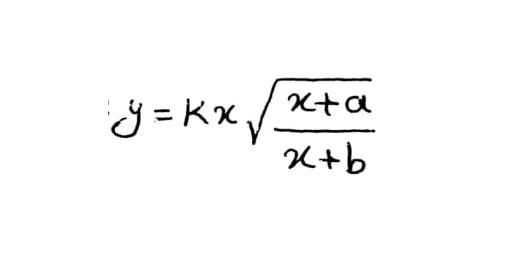 y = kx√((x+a)/(x+b))